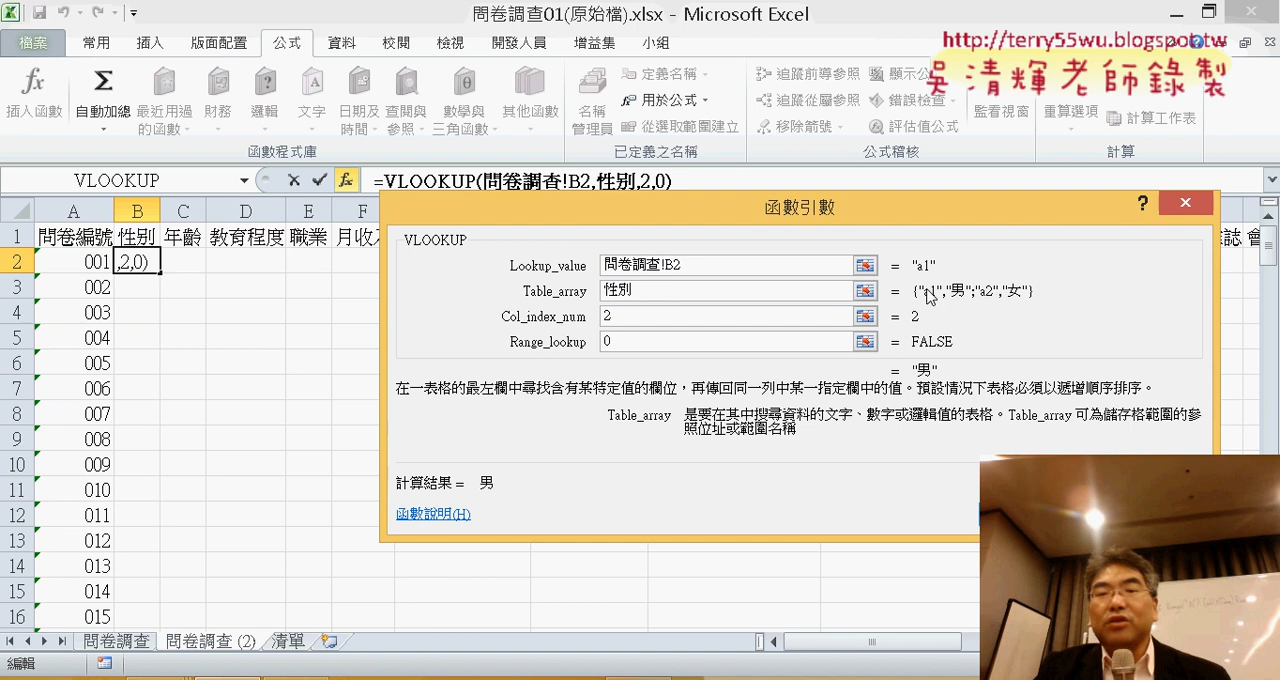 問卷調查01(原始檔).xlsx - Microsoft Excel
http://terry55wu.blogspot.tw
吳清輝老師錄製
檔案 常用 插入 版面配置 公式 資料 校閱 檢視 開發人員 增益集 小組
插入函數 自動加總 最近用過的函數 財務 邏輯 文字 日期及時間 查閱與參照 數學與三角函數 其他函數
函數程式庫
名稱管理員 定義名稱 用於公式 從選取範圍建立
已定義之名稱
追蹤前導參照 追蹤從屬參照 移除箭號 顯示公 錯誤檢查 評估值公式 監看視窗
公式稽核
重算選項 計算工作表
計算
VLOOKUP =VLOOKUP(問卷調查!B2,性別,2,0)
A B C D E F
1 問卷編號 性別 年齡 教育程度 職業 月收
2 001 ,2,0)
3 002
4 003
5 004
6 005
7 006
8 007
9 008
10 009
11 010
12 011
13 012
14 013
15 014
16 015
函數引數
VLOOKUP
Lookup_value 問卷調查!B2 = "a1"
Table_array 性別 = {"a1","男";"a2","女"}
Col_index_num 2 = 2
Range_lookup 0 = FALSE
= "男"
在一表格的最左欄中尋找含有某特定值的欄位，再傳回同一列中某一指定欄中的值。預設情況下表格必須以遞增順序排序。
Table_array 是要在其中搜尋資料的文字、數字或邏輯值的表格。Table_array 可為儲存格範圍的參
照位址或範圍名稱
計算結果 = 男
函數說明(H)
問卷調查 問卷調查 (2) 清單
編輯